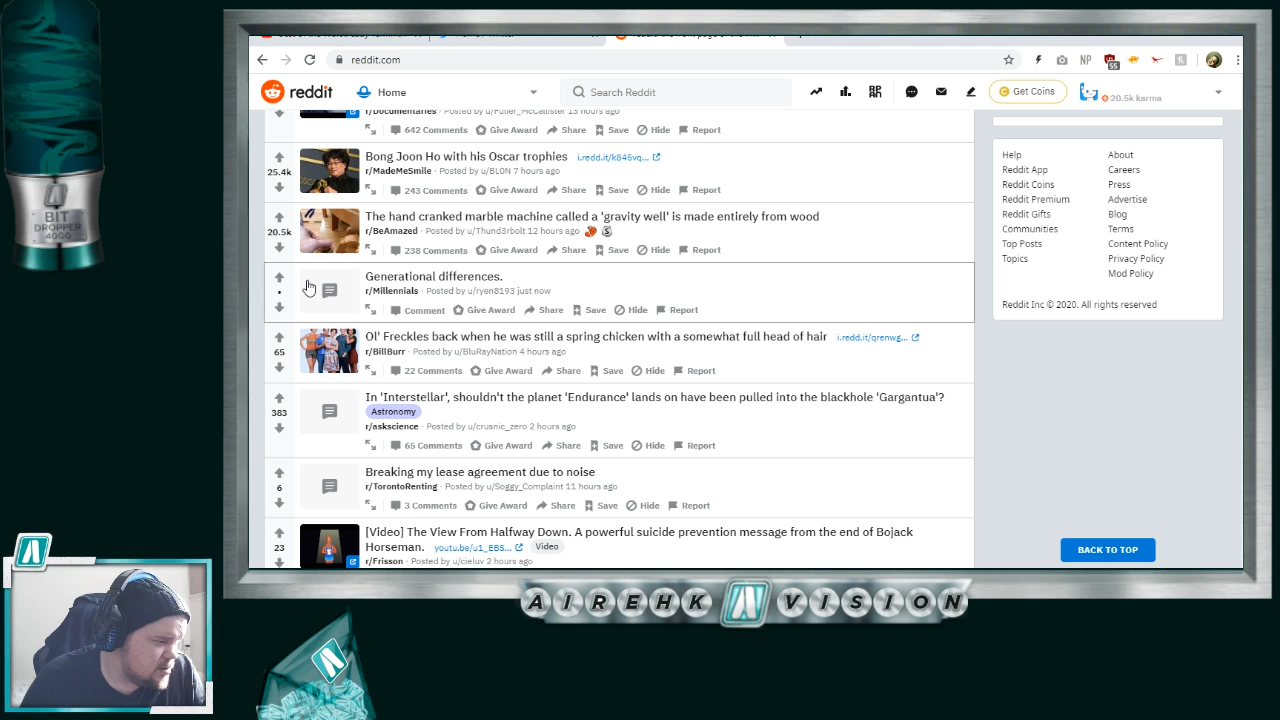 reddit.com
55
NP
reddit
Home
Search Reddit
Get Coins
20.5k karma
642 Comments Give Award Share Save Hide Report
25.4k
Bong Joon Ho with his Oscar trophies i.redd.it/k845vq...
r/MadeMeSmile · Posted by u/BL0N 7 hours ago
243 Comments Give Award Share Save Hide Report
20.5k
The hand cranked marble machine called a 'gravity well' is made entirely from wood
r/BeAmazed · Posted by u/Thund3rbolt 12 hours ago
238 Comments Give Award Share Save Hide Report
Generational differences.
r/Millennials · Posted by u/ryen8193 just now
Comment Give Award Share Save Hide Report
65
Ol' Freckles back when he was still a spring chicken with a somewhat full head of hair i.redd.it/qrenwg...
r/BillBurr · Posted by u/BluRayNation 4 hours ago
22 Comments Give Award Share Save Hide Report
383
In 'Interstellar', shouldn't the planet 'Endurance' lands on have been pulled into the blackhole 'Gargantua'?
Astronomy
r/askscience · Posted by u/crusnic_zero 2 hours ago
65 Comments Give Award Share Save Hide Report
6
Breaking my lease agreement due to noise
r/TorontoRenting · Posted by u/Soggy_Complaint 11 hours ago
3 Comments Give Award Share Save Hide Report
23
[Video] The View From Halfway Down. A powerful suicide prevention message from the end of Bojack
Horseman. youtu.be/u1_EBS... Video
r/Frisson · Posted by u/cieluv 2 hours ago
Help About
Reddit App Careers
Reddit Coins Press
Reddit Premium Advertise
Reddit Gifts Blog
Communities Terms
Top Posts Content Policy
Topics Privacy Policy
Mod Policy
Reddit Inc © 2020. All rights reserved
BACK TO TOP
BIT
DROPPER
4000
AIREHK VISION